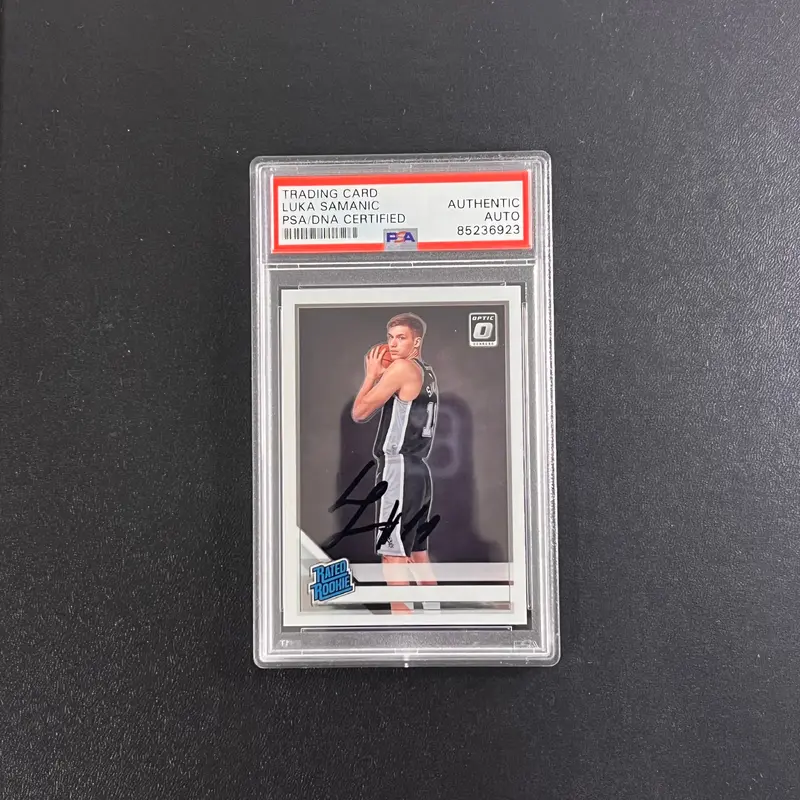 TRADING CARD
LUKA SAMANIC
PSA/DNA CERTIFIED
AUTHENTIC
AUTO
85236923
PSA
OPTIC
RATED
ROOKIE